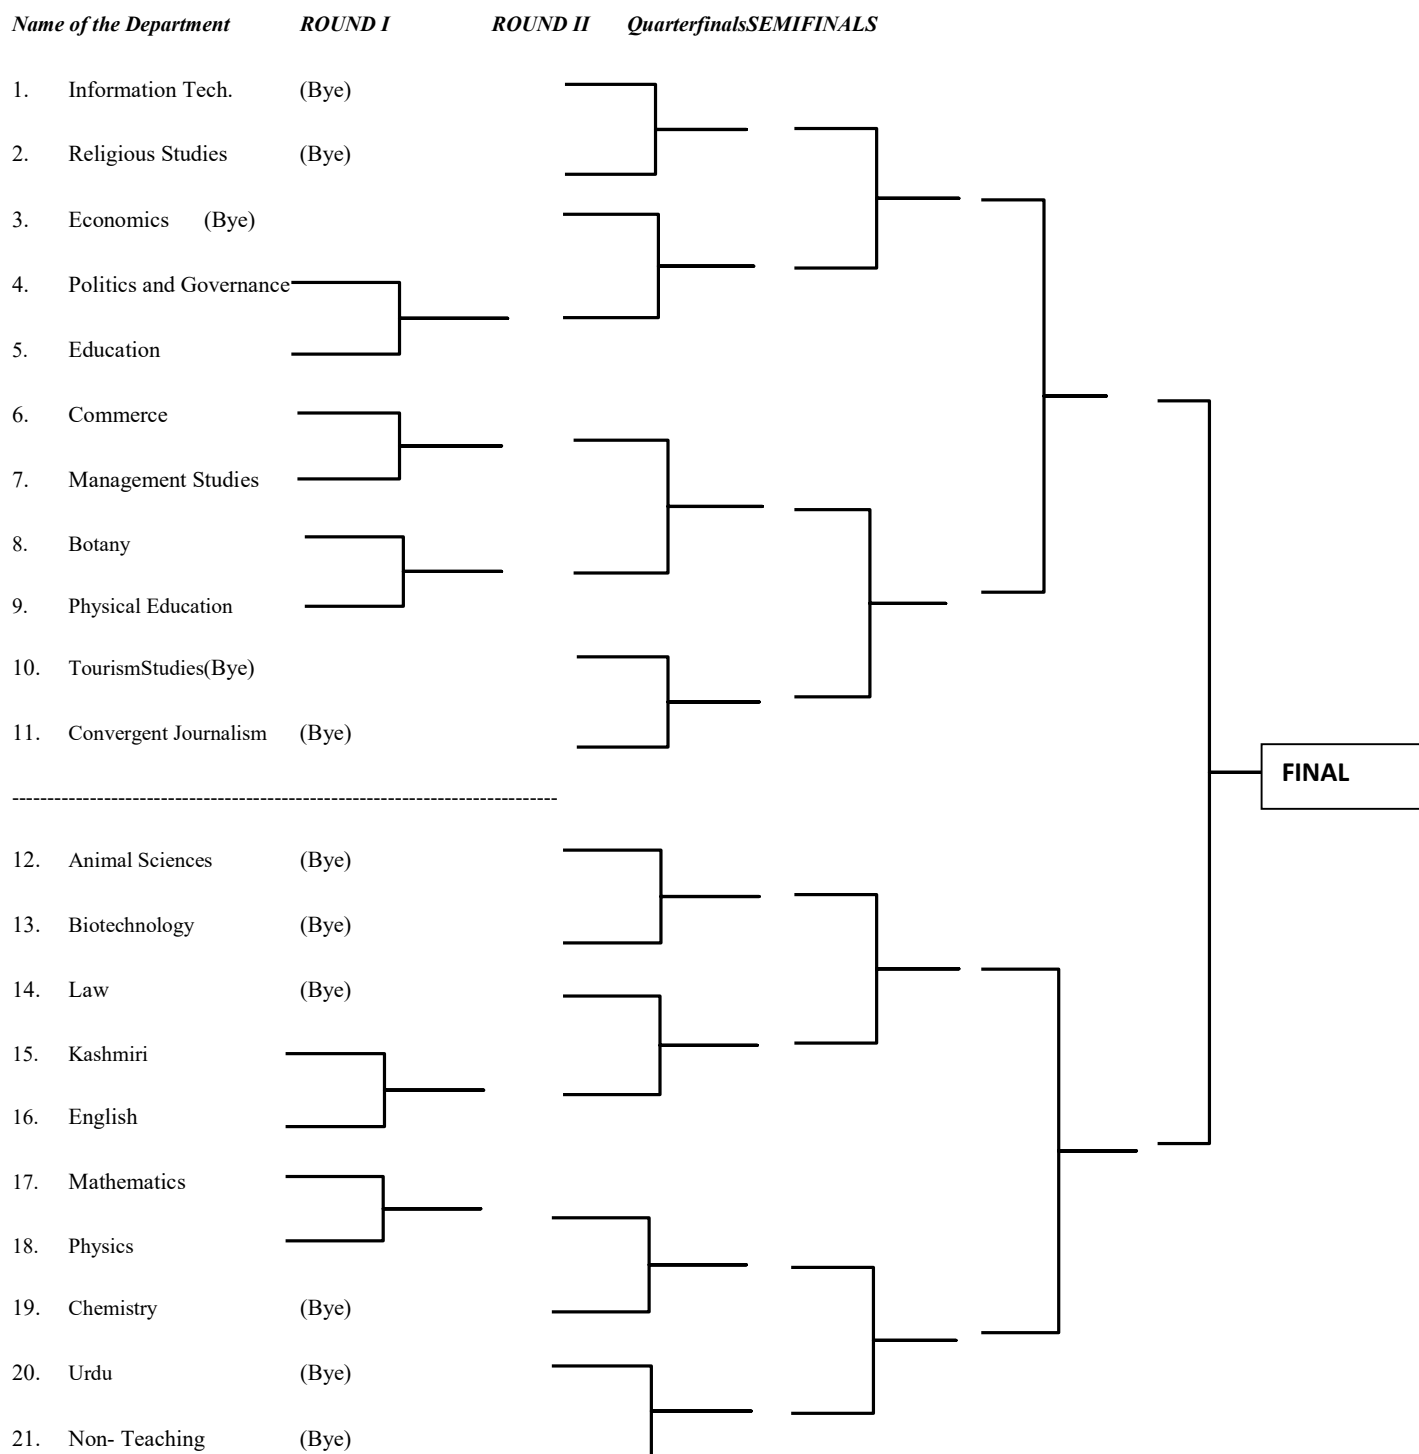 Name of the Department ROUND I ROUND II QuarterfinalsSEMIFINALS
1. Information Tech. (Bye)
2. Religious Studies (Bye)
3. Economics (Bye)
4. Politics and Governance
5. Education
6. Commerce
7. Management Studies
8. Botany
9. Physical Education
10. TourismStudies(Bye)
11. Convergent Journalism (Bye)
FINAL
------------------------------------------------------------------------------
12. Animal Sciences (Bye)
13. Biotechnology (Bye)
14. Law (Bye)
15. Kashmiri
16. English
17. Mathematics
18. Physics
19. Chemistry (Bye)
20. Urdu (Bye)
21. Non- Teaching (Bye)